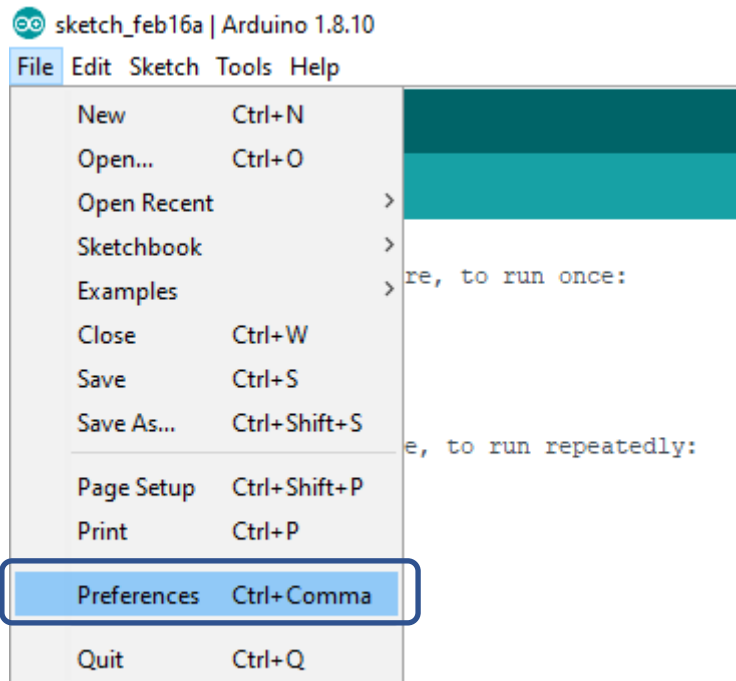 sketch_feb16a | Arduino 1.8.10
File Edit Sketch Tools Help
New Ctrl+N
Open... Ctrl+O
Open Recent
Sketchbook
re, to run once:
Examples
Close Ctrl+W
Save Ctrl+S
Save As... Ctrl+Shift+S
e, to run repeatedly:
Page Setup Ctrl+Shift+P
Print Ctrl+P
Preferences Ctrl+Comma
Quit Ctrl+Q